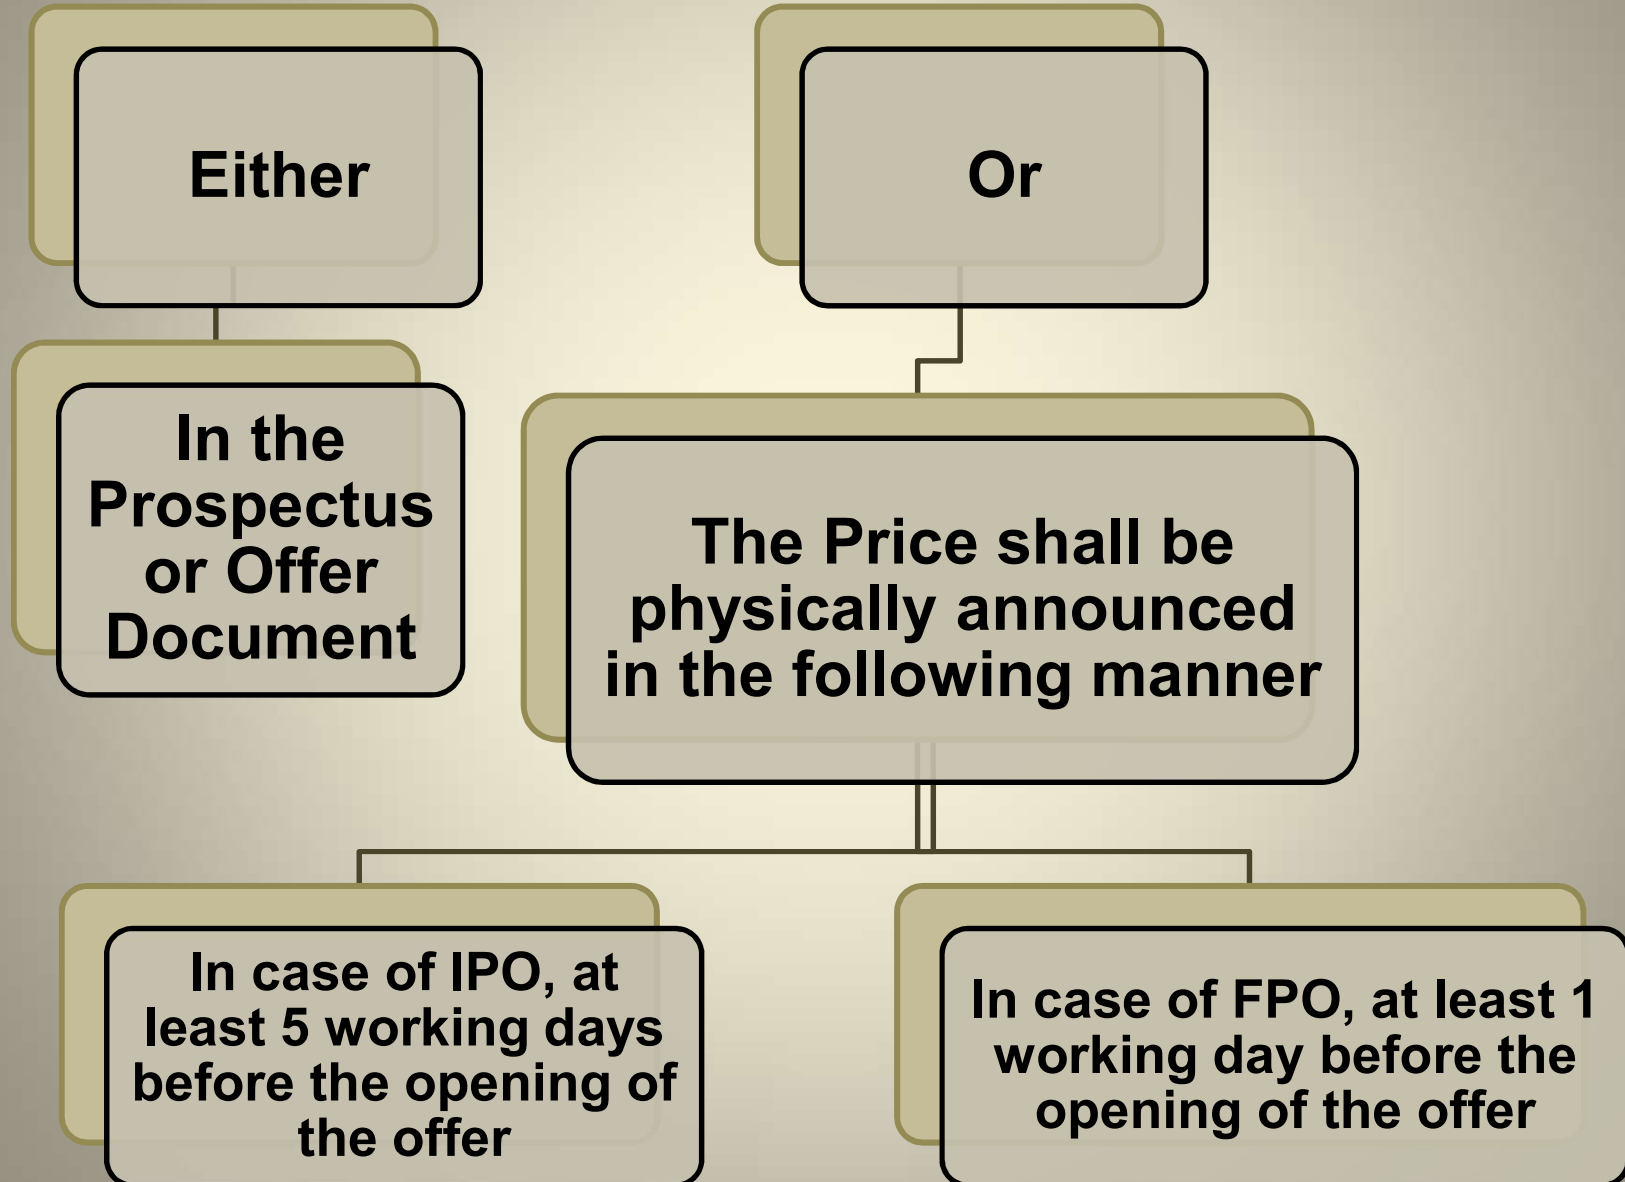 Either
Or
In the
Prospectus
or Offer
Document
The Price shall be
physically announced
in the following manner
In case of IPO, at
least 5 working days
before the opening of
the offer
In case of FPO, at least 1
working day before the
opening of the offer